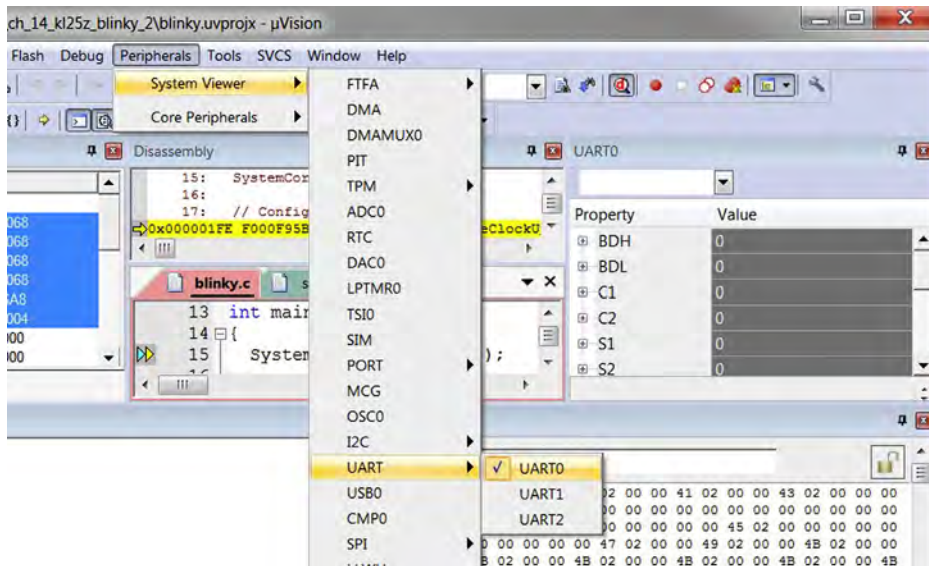 ch_14_kl25z_blinky_2\blinky.uvprojx - µVision
Flash Debug Peripherals Tools SVCS Window Help
System Viewer
Core Peripherals
FTFA
DMA
DMAMUX0
PIT
TPM
ADC0
RTC
DAC0
LPTMR0
TSI0
SIM
PORT
MCG
OSC0
I2C
UART
USB0
CMP0
SPI
UART0
UART1
UART2
Disassembly
15: SystemCor
16:
17: // Config
0x000001FE F000F95B eClockU
068
068
068
068
6A8
004
000
000
blinky.c s
13 int main
14 {
15 System );
UART0
Property Value
BDH 0
BDL 0
C1 0
C2 0
S1 0
S2 0
02 00 00 41 02 00 00 43 02 00 00 00
00 00 00 00 00 00 00 00 00 00 00 00
00 00 00 00 00 00 45 02 00 00 00
0 00 00 00 00 47 02 00 00 49 02 00 00 4B 02 00 00
B 02 00 00 4B 02 00 00 4B 02 00 00 4B 02 00 00 4B